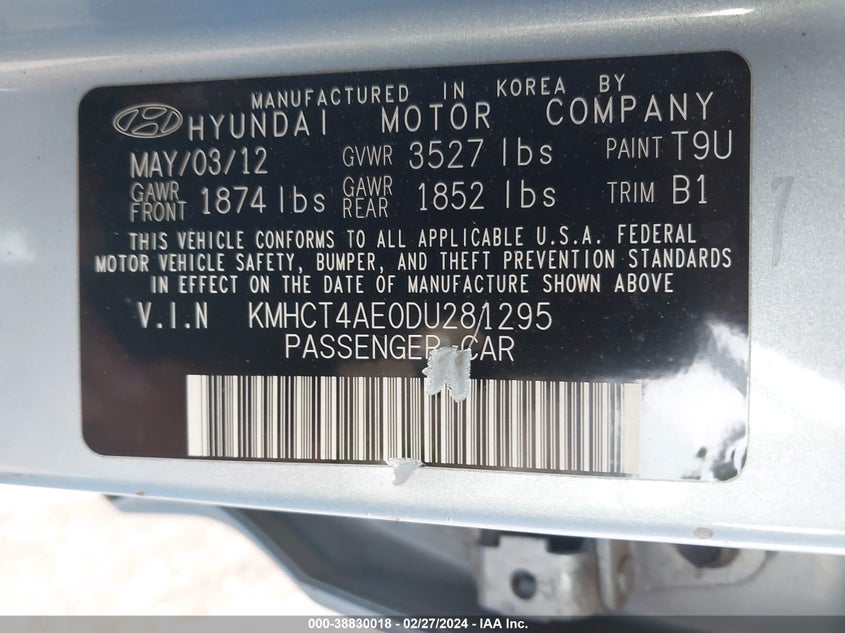 MANUFACTURED IN KOREA BY
HYUNDAI MOTOR COMPANY
MAY/03/12 GVWR 3527 lbs PAINT T9U
GAWR FRONT 1874 lbs GAWR REAR 1852 lbs TRIM B1
THIS VEHICLE CONFORMS TO ALL APPLICABLE U.S.A. FEDERAL
MOTOR VEHICLE SAFETY, BUMPER, AND THEFT PREVENTION STANDARDS
IN EFFECT ON THE DATE OF MANUFACTURE SHOWN ABOVE
V.I.N KMHCT4AE0DU281295
PASSENGER CAR
000-38830018 - 02/27/2024 - IAA Inc.